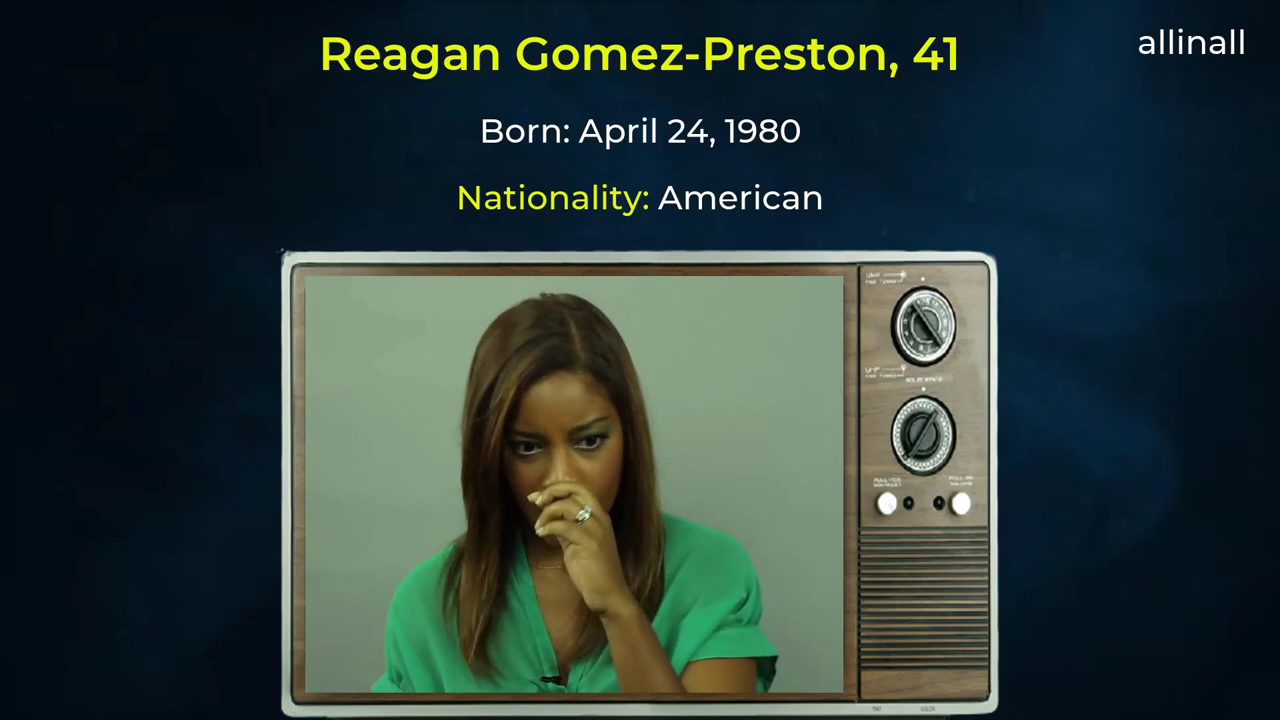 Reagan Gomez-Preston, 41
allinall
Born: April 24, 1980
Nationality: American